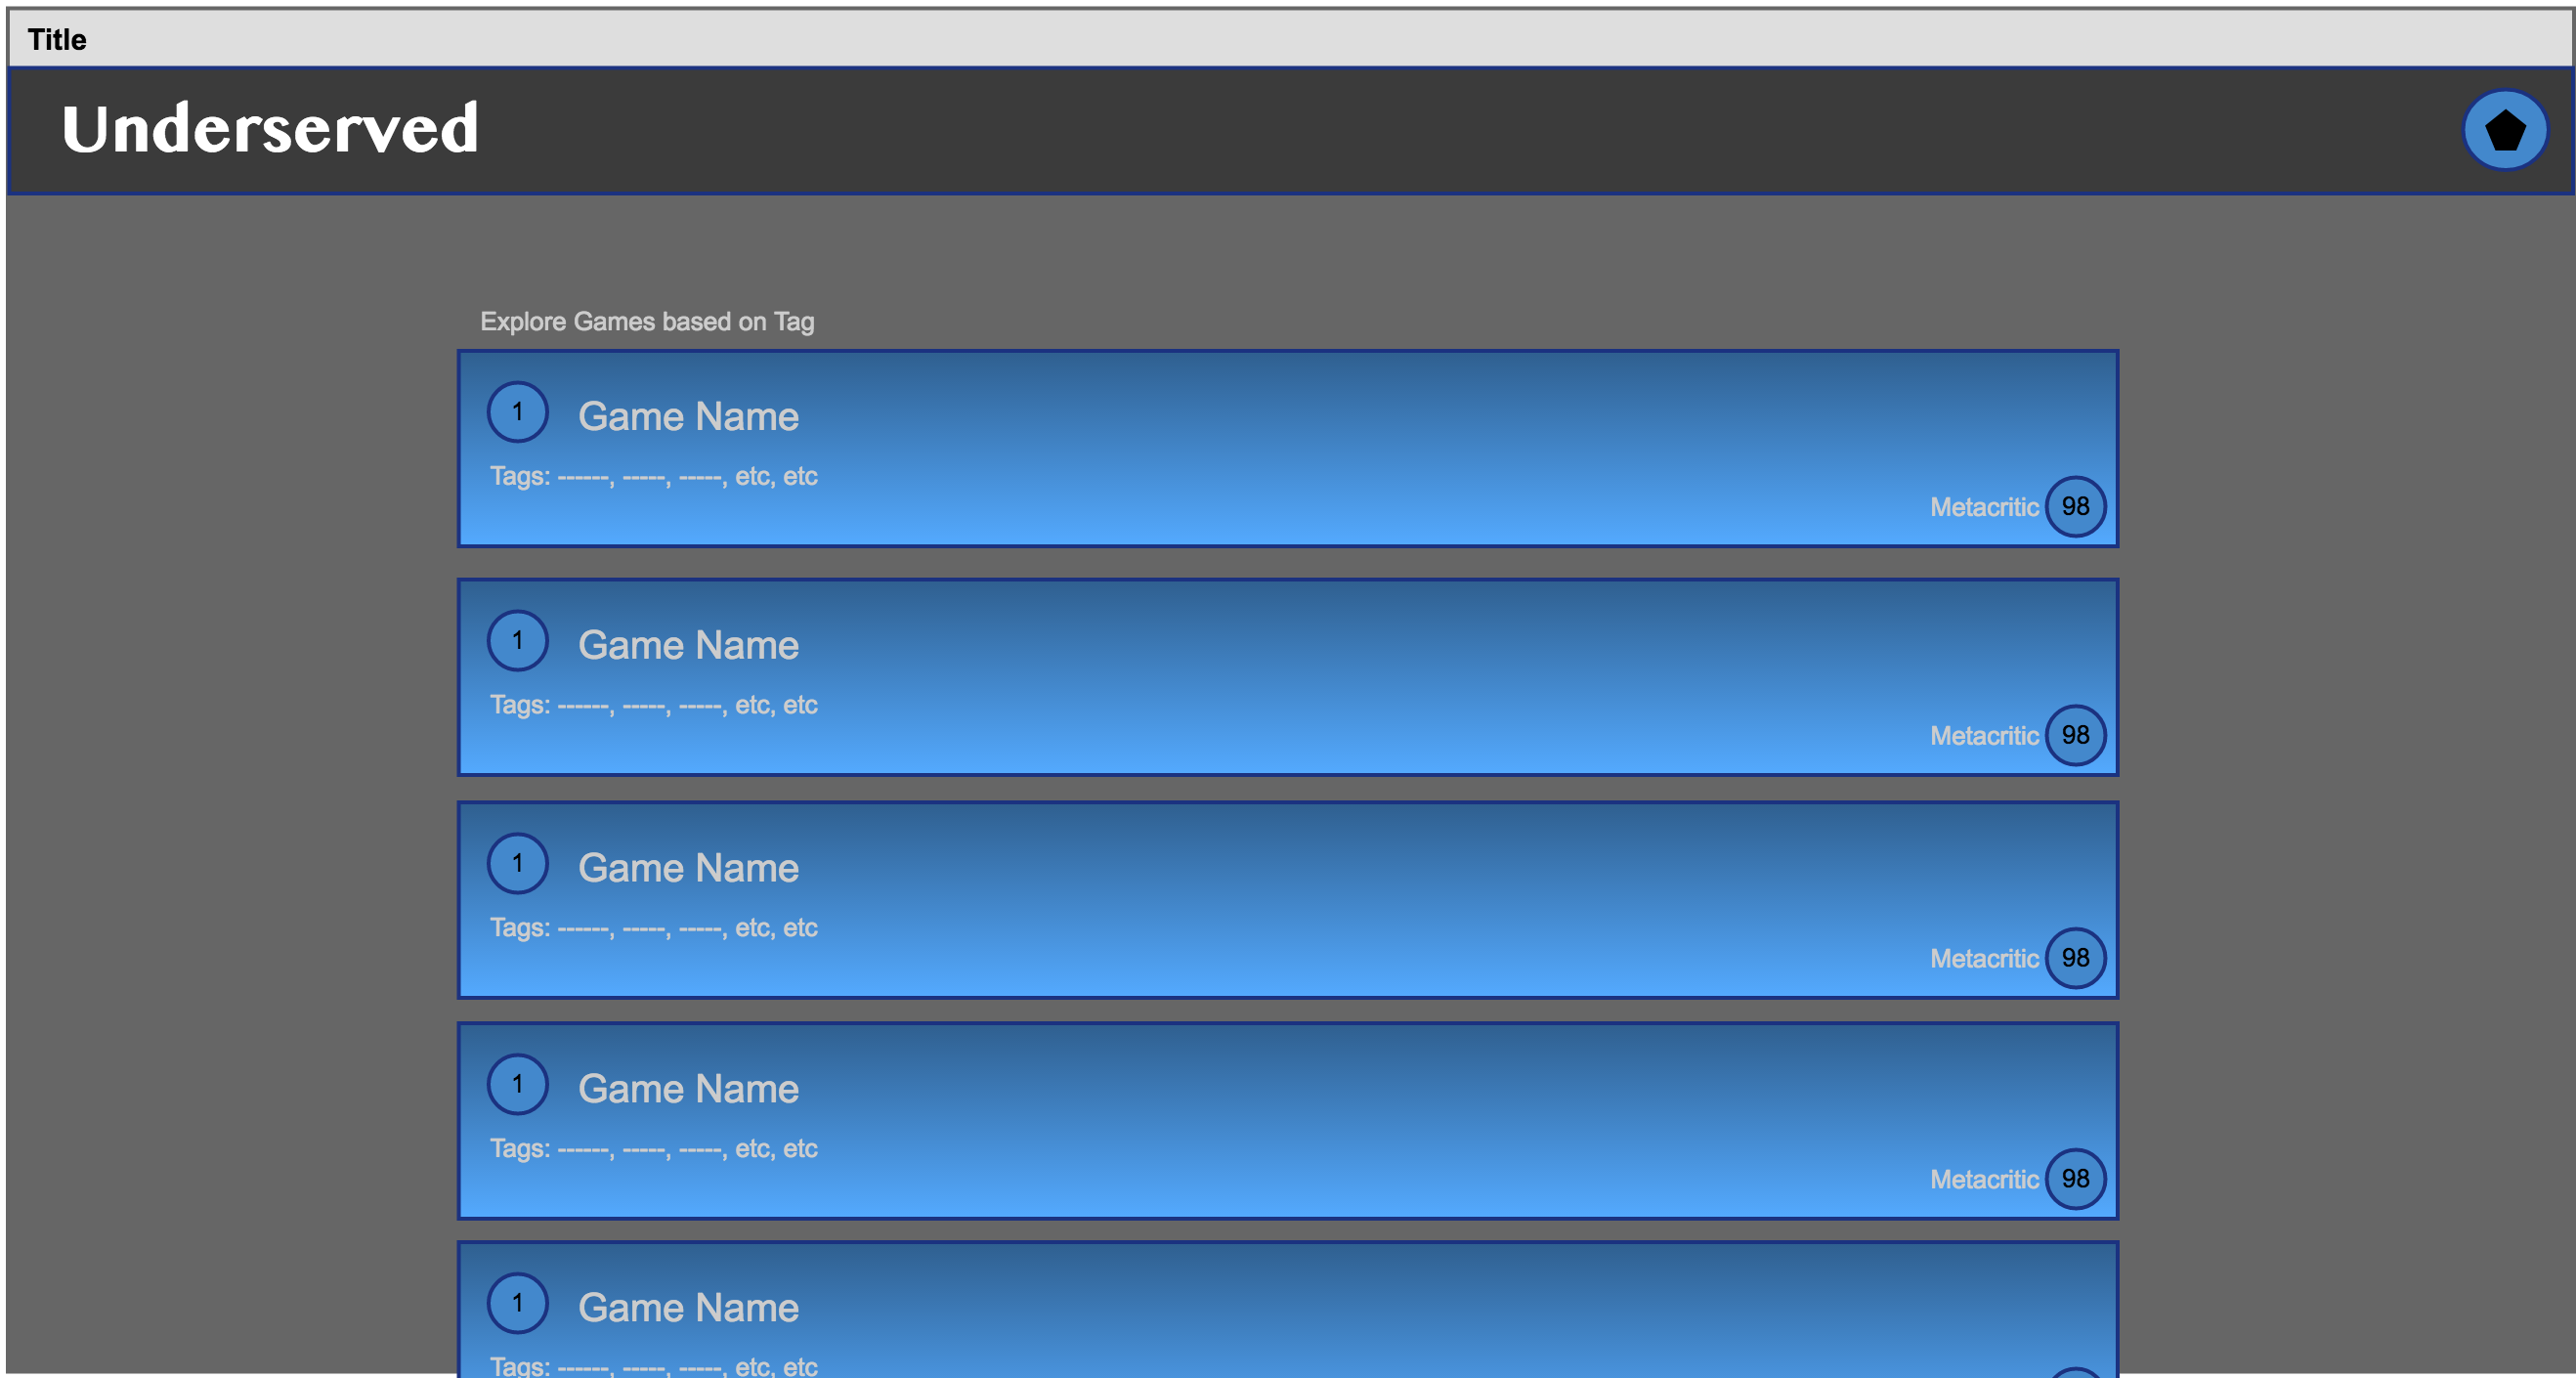 Title
Underserved
Explore Games based on Tag
1 Game Name
Tags: ------, -----, -----, etc, etc
Metacritic 98
1 Game Name
Tags: ------, -----, -----, etc, etc
Metacritic 98
1 Game Name
Tags: ------, -----, -----, etc, etc
Metacritic 98
1 Game Name
Tags: ------, -----, -----, etc, etc
Metacritic 98
1 Game Name
Tags: ------, -----, -----, etc, etc